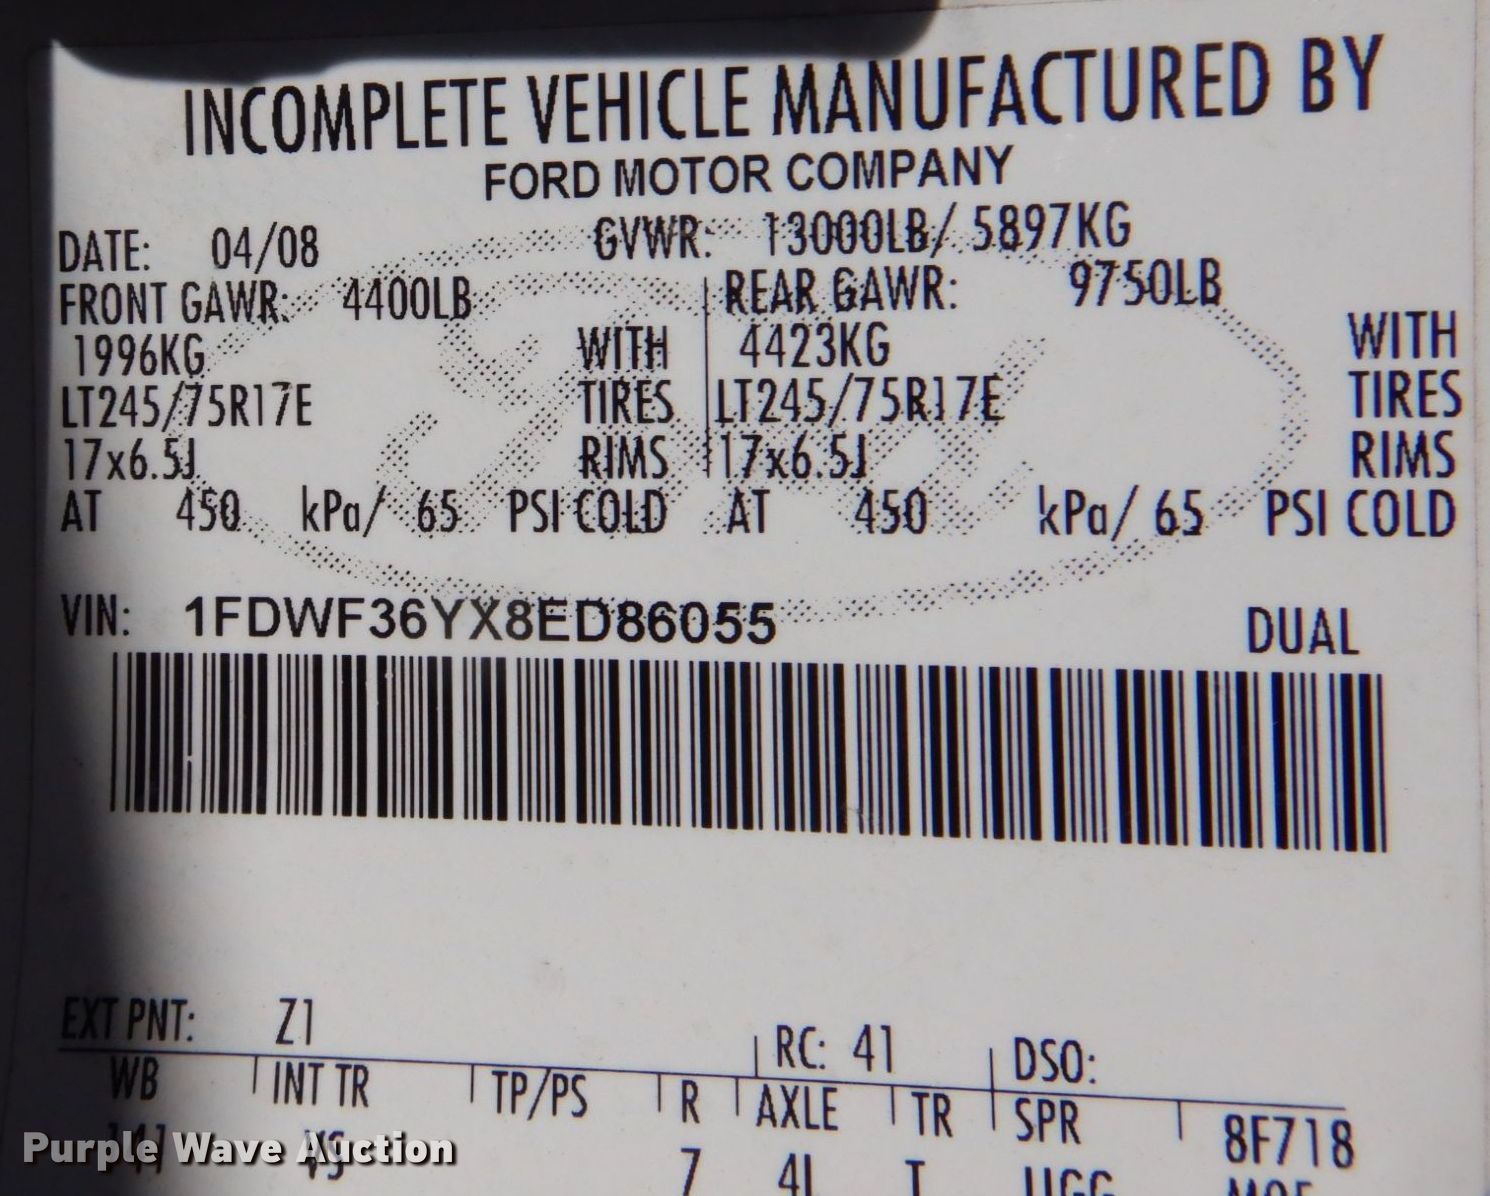 INCOMPLETE VEHICLE MANUFACTURED BY
FORD MOTOR COMPANY
DATE: 04/08 GVWR: 13000LB/ 5897KG
FRONT GAWR: 4400LB REAR GAWR: 9750LB
1996KG WITH 4423KG WITH
LT245/75R17E TIRES LT245/75R17E TIRES
17x6.5J RIMS 17x6.5J RIMS
AT 450 kPa/ 65 PSI COLD AT 450 kPa/ 65 PSI COLD
VIN: 1FDWF36YX8ED86055 DUAL
EXT PNT: Z1 RC: 41 DSO:
WB INT TR TP/PS R AXLE TR SPR 8F718
7 4L T
Purple Wave Auction